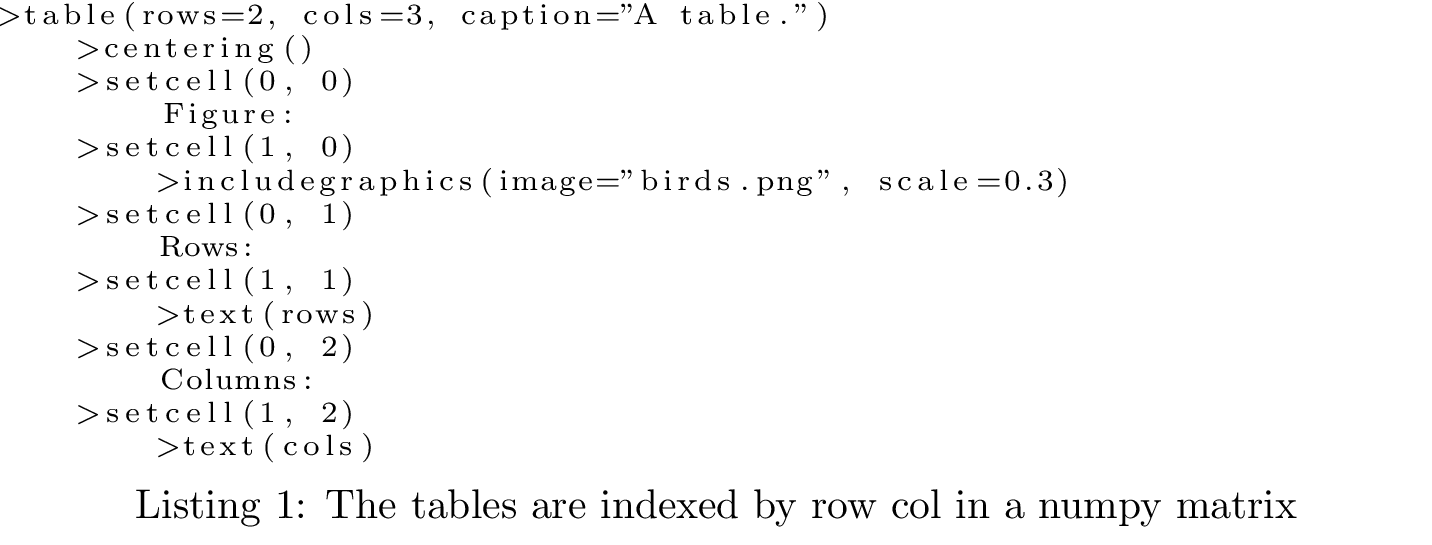 >table(rows=2, cols=3, caption="A table.")
>centering()
>setcell(0, 0)
Figure:
>setcell(1, 0)
>includegraphics(image="birds.png", scale=0.3)
>setcell(0, 1)
Rows:
>setcell(1, 1)
>text(rows)
>setcell(0, 2)
Columns:
>setcell(1, 2)
>text(cols)
Listing 1: The tables are indexed by row col in a numpy matrix